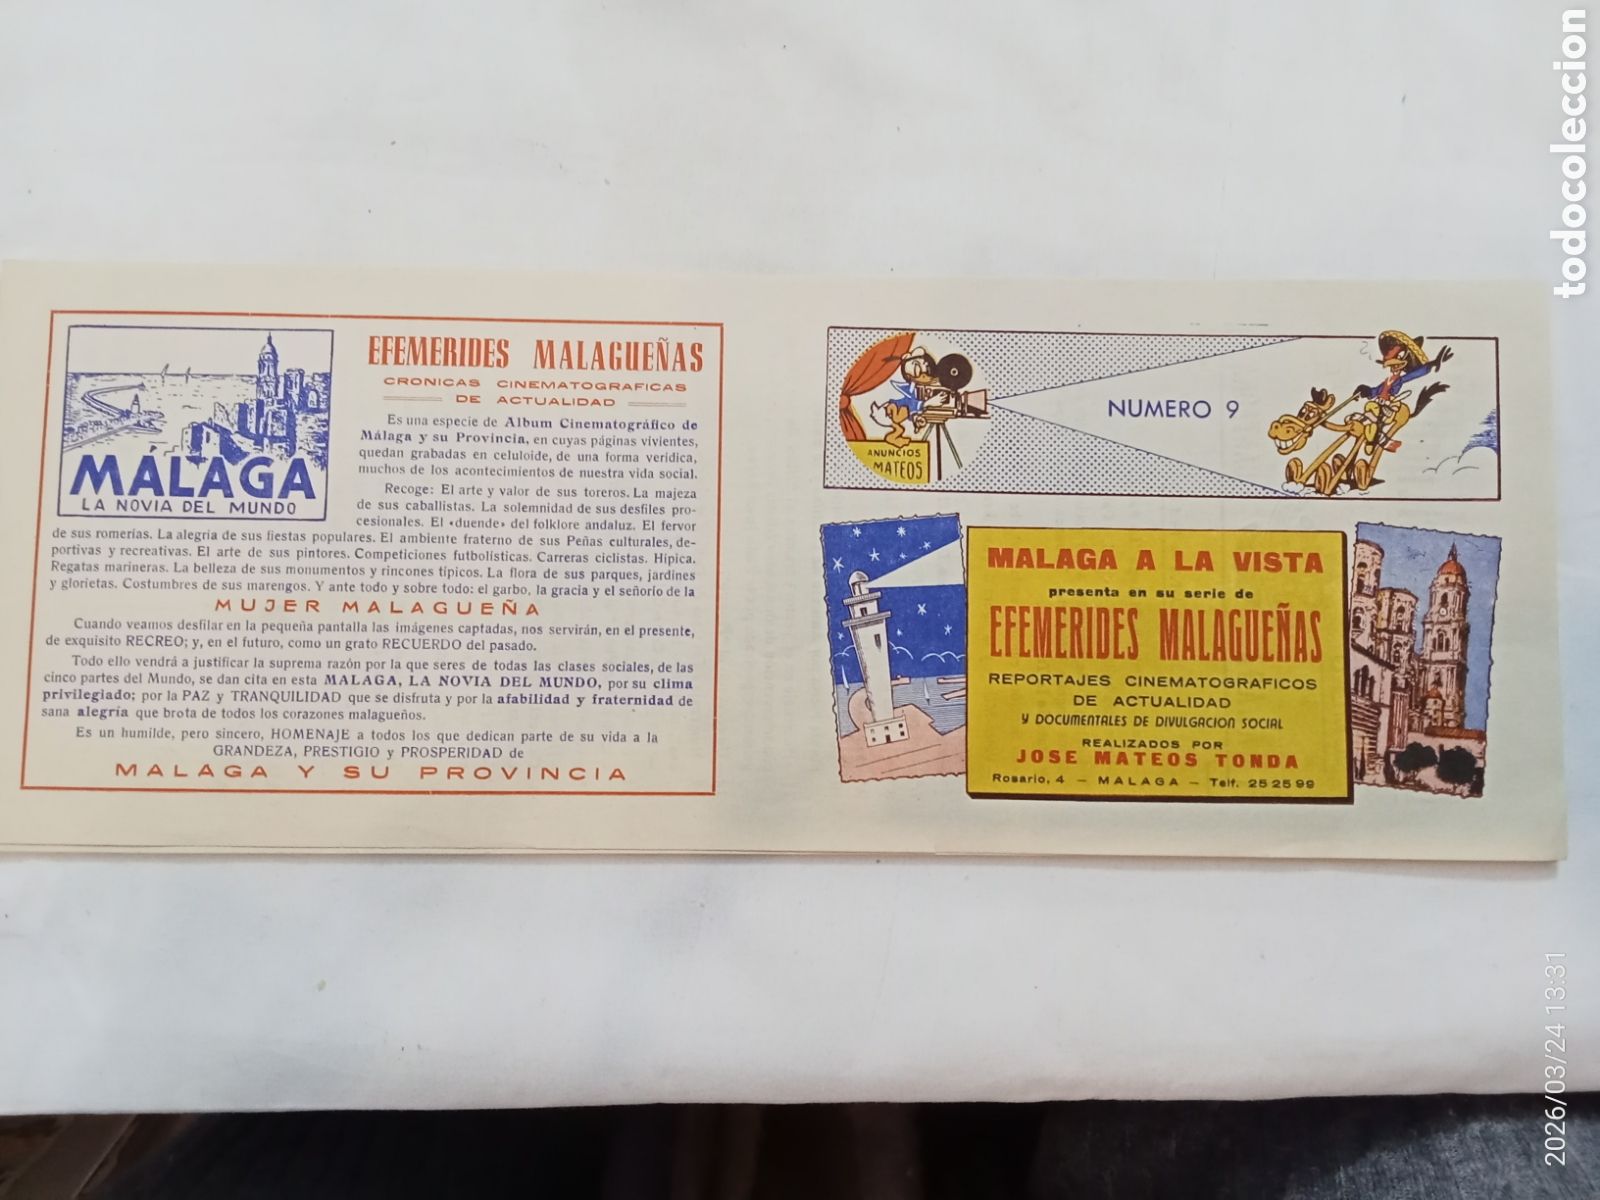 MÁLAGA
LA NOVIA DEL MUNDO
EFEMERIDES MALAGUEÑAS
CRONICAS CINEMATOGRAFICAS
DE ACTUALIDAD
Es una especie de Album Cinematográfico de
Málaga y su Provincia, en cuyas páginas vivientes,
quedan grabadas en celuloide, de una forma verídica,
muchos de los acontecimientos de nuestra vida social.
Recoge: El arte y valor de sus toreros. La majeza
de sus caballistas. La solemnidad de sus desfiles pro-
cesionales. El «duende» del folklore andaluz. El fervor
de sus romerías. La alegría de sus fiestas populares. El ambiente fraterno de sus Peñas culturales, de-
portivas y recreativas. El arte de sus pintores. Competiciones futbolísticas. Carreras ciclistas. Hípica.
Regatas marineras. La belleza de sus monumentos y rincones típicos. La flora de sus parques, jardines
y glorietas. Costumbres de sus marengos. Y ante todo y sobre todo: el garbo, la gracia y el señorío de la
MUJER MALAGUEÑA
Cuando veamos desfilar en la pequeña pantalla las imágenes captadas, nos servirán, en el presente,
de exquisito RECREO; y, en el futuro, como un grato RECUERDO del pasado.
Todo ello vendrá a justificar la suprema razón por la que seres de todas las clases sociales, de las
cinco partes del Mundo, se dan cita en esta MALAGA, LA NOVIA DEL MUNDO, por su clima
privilegiado; por la PAZ y TRANQUILIDAD que se disfruta y por la afabilidad y fraternidad de
sana alegría que brota de todos los corazones malagueños.
Es un humilde, pero sincero, HOMENAJE a todos los que dedican parte de su vida a la
GRANDEZA, PRESTIGIO y PROSPERIDAD de
MALAGA Y SU PROVINCIA
ANUNCIOS
MATEOS
NUMERO 9
MALAGA A LA VISTA
presenta en su serie de
EFEMERIDES MALAGUEÑAS
REPORTAJES CINEMATOGRAFICOS
DE ACTUALIDAD
Y DOCUMENTALES DE DIVULGACION SOCIAL
REALIZADOS POR
JOSE MATEOS TONDA
Rosario, 4 — MALAGA — Telf. 25 25 99
todocoleccion
2026/03/24 13:31